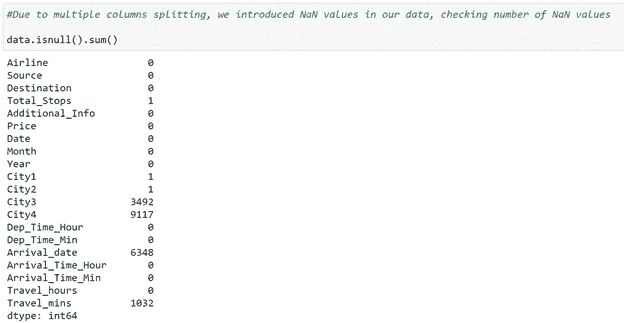 #Due to multiple columns splitting, we introduced NaN values in our data, checking number of NaN values
data.isnull().sum()
Airline 0
Source 0
Destination 0
Total_Stops 1
Additional_Info 0
Price 0
Date 0
Month 0
Year 0
City1 1
City2 1
City3 3492
City4 9117
Dep_Time_Hour 0
Dep_Time_Min 0
Arrival_date 6348
Arrival_Time_Hour 0
Arrival_Time_Min 0
Travel_hours 0
Travel_mins 1032
dtype: int64